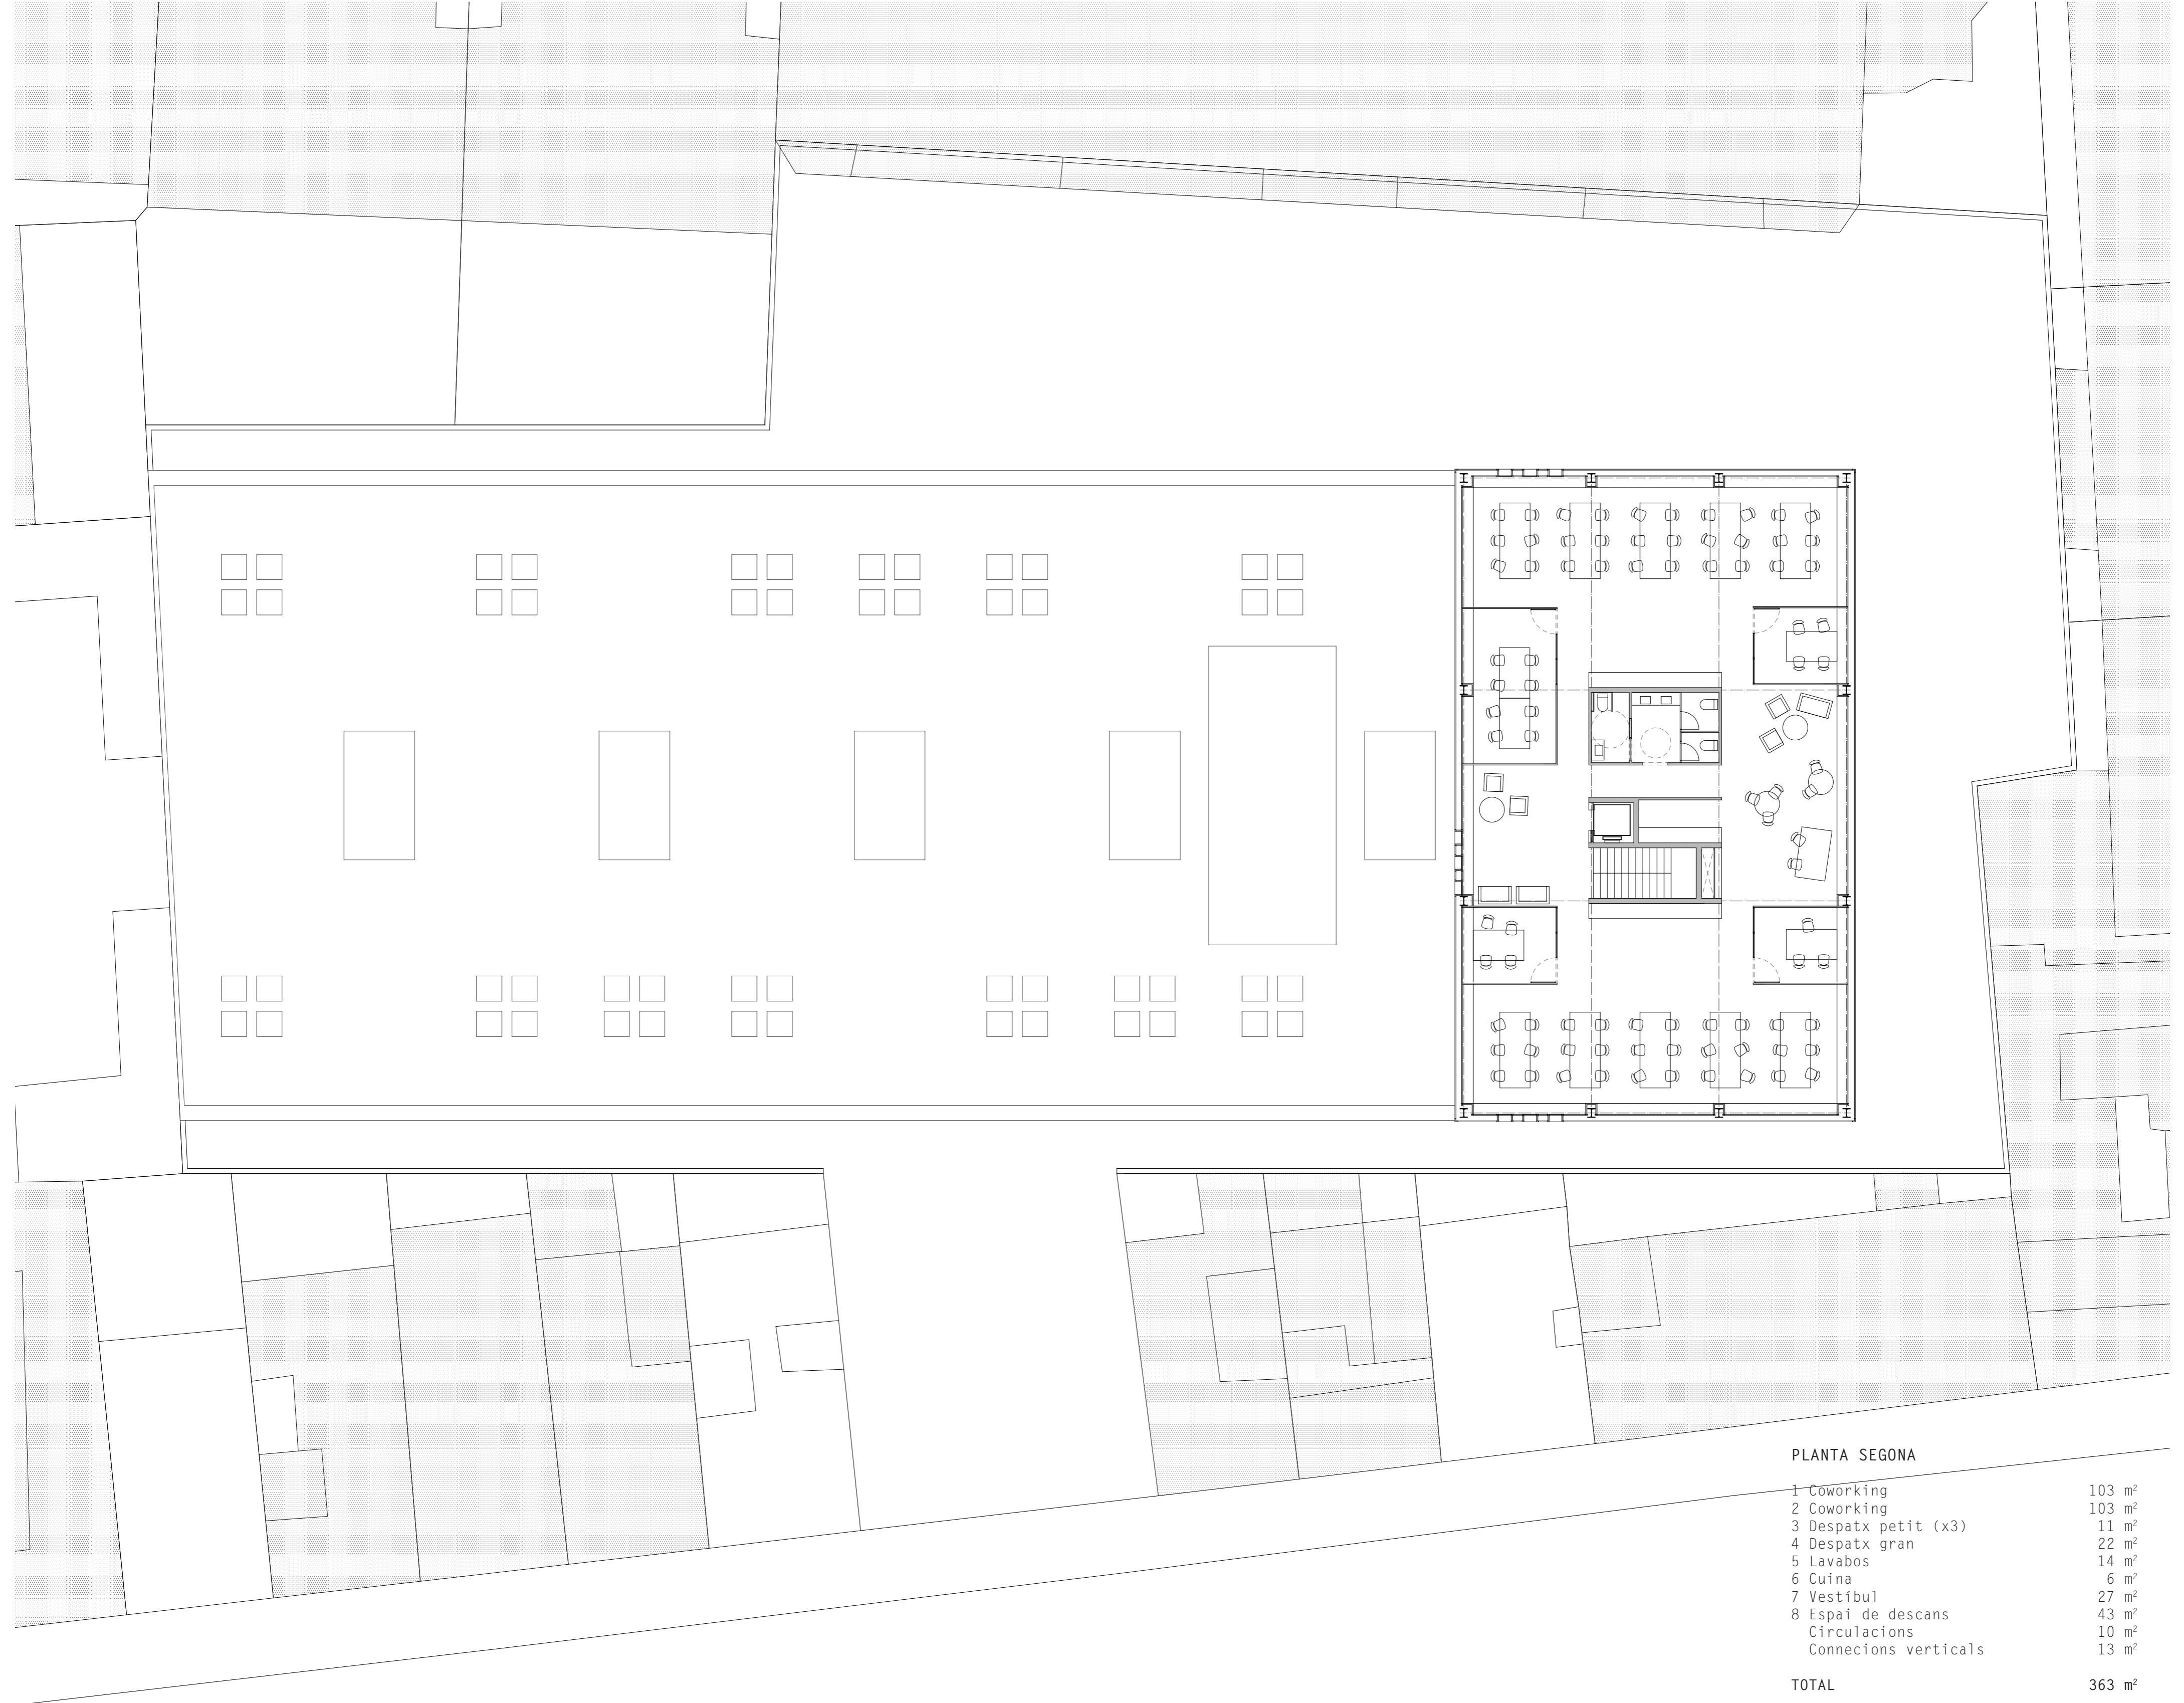 PLANTA SEGONA
1 Coworking 103 m²
2 Coworking 103 m²
3 Despatx petit (x3) 11 m²
4 Despatx gran 22 m²
5 Lavabos 14 m²
6 Cuina 6 m²
7 Vestíbul 27 m²
8 Espai de descans 43 m²
Circulacions 10 m²
Connecions verticals 13 m²
TOTAL 363 m²